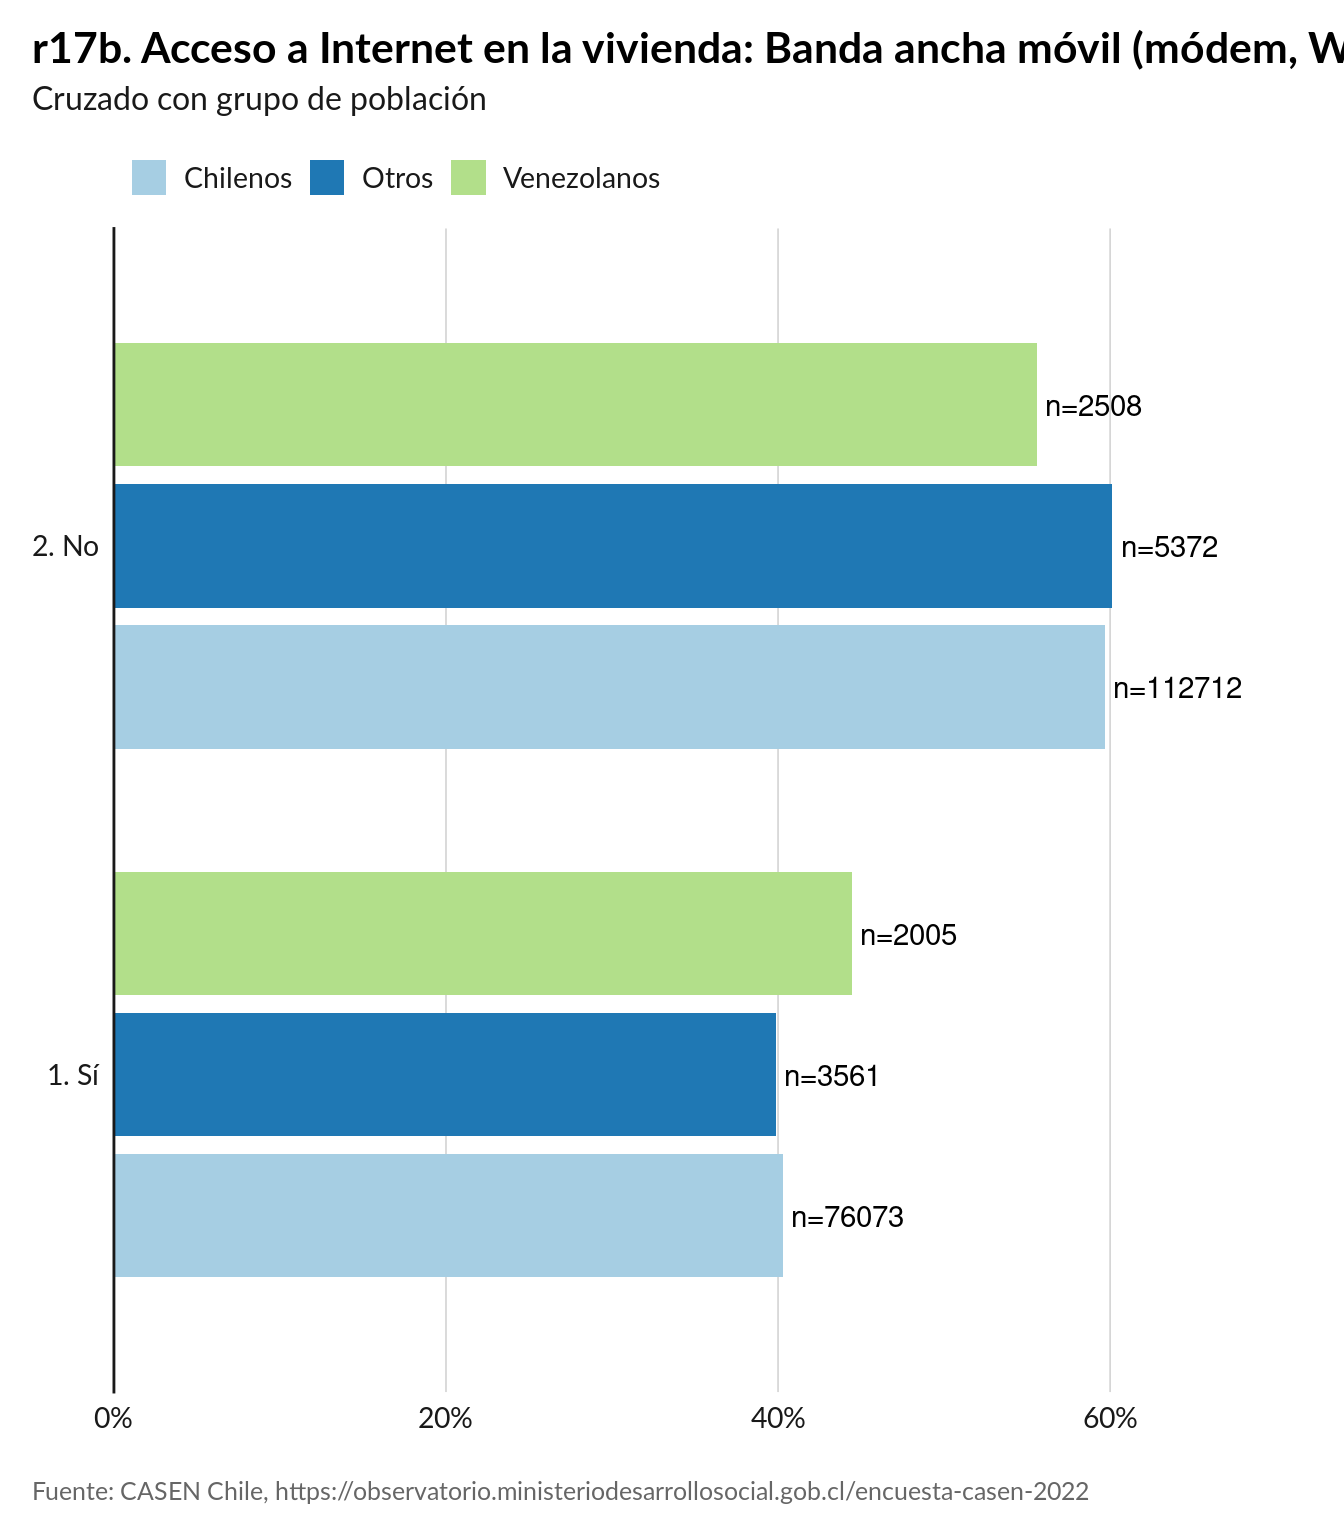 r17b. Acceso a Internet en la vivienda: Banda ancha móvil (módem,
Cruzado con grupo de población
Chilenos Otros Venezolanos
n=2508
2. No n=5372
n=112712
n=2005
1. Sí n=3561
n=76073
0% 20% 40% 60%
Fuente: CASEN Chile, https://observatorio.ministeriodesarrollosocial.gob.cl/encuesta-casen-2022